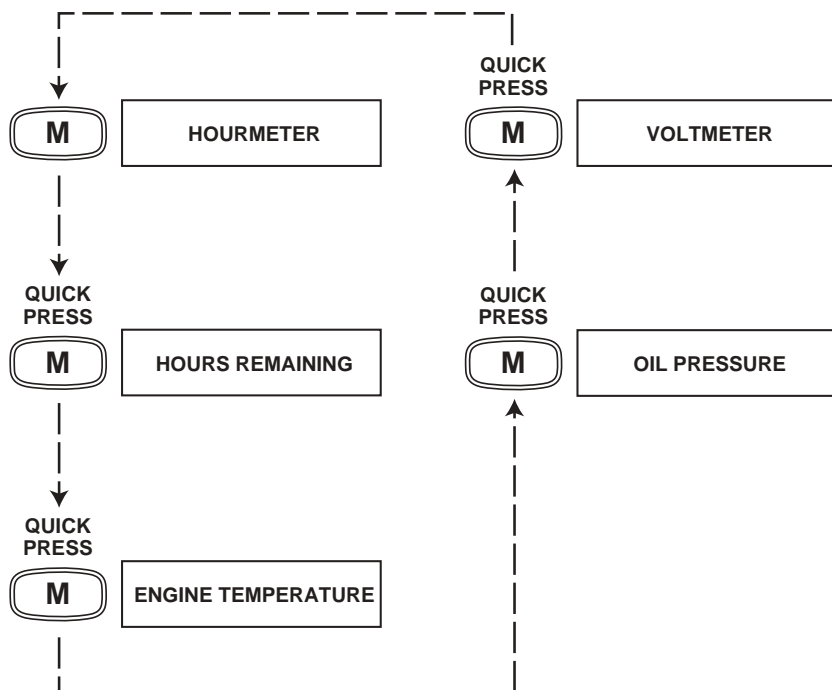 M
HOURMETER
QUICK
PRESS
M
HOURS REMAINING
QUICK
PRESS
M
ENGINE TEMPERATURE
QUICK
PRESS
M
OIL PRESSURE
QUICK
PRESS
M
VOLTMETER